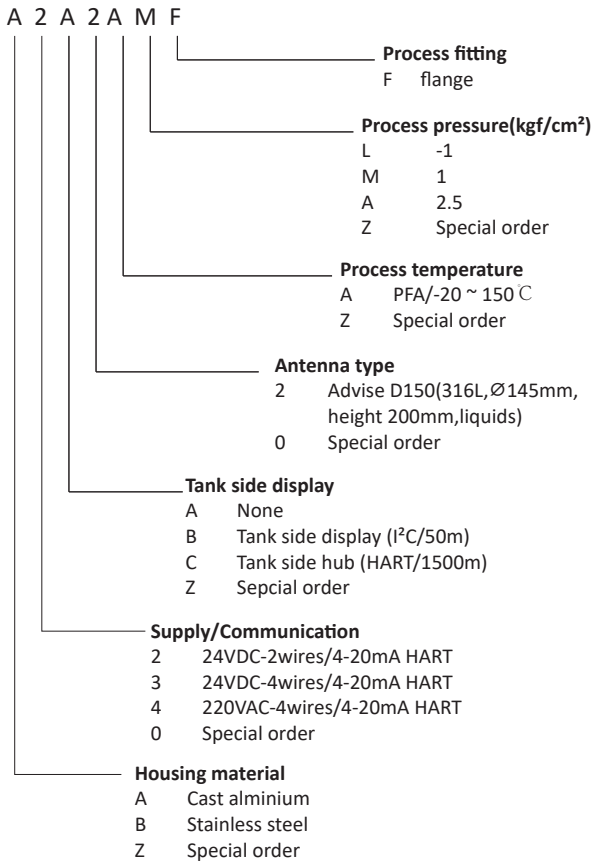 A 2 A 2 A M F
Process fitting
F flange
Process pressure(kgf/cm²)
L -1
M 1
A 2.5
Z Special order
Process temperature
A PFA/-20 ~ 150℃
Z Special order
Antenna type
2 Advise D150(316L,Ø145mm,
height 200mm,liquids)
0 Special order
Tank side display
A None
B Tank side display (I²C/50m)
C Tank side hub (HART/1500m)
Z Sepcial order
Supply/Communication
2 24VDC-2wires/4-20mA HART
3 24VDC-4wires/4-20mA HART
4 220VAC-4wires/4-20mA HART
0 Special order
Housing material
A Cast alminium
B Stainless steel
Z Special order